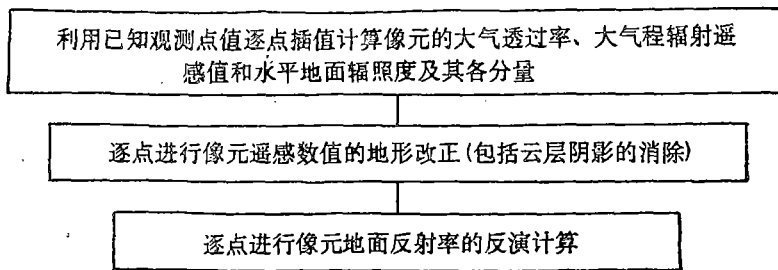 利用已知观测点值逐点插值计算像元的大气透过率、大气程辐射遥
感值和水平地面辐照度及其各分量
逐点进行像元遥感数值的地形改正(包括云层阴影的消除)
逐点进行像元地面反射率的反演计算